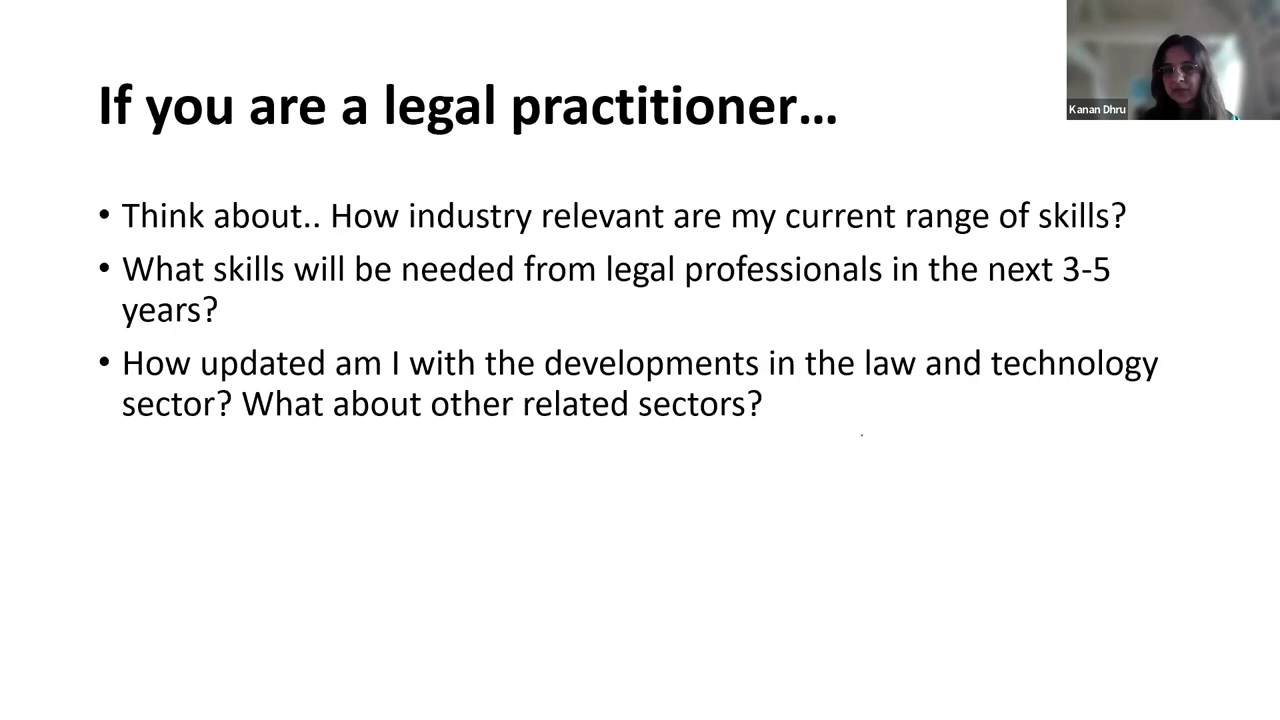 If you are a legal practitioner…
Kanan Dhru
• Think about.. How industry relevant are my current range of skills?
• What skills will be needed from legal professionals in the next 3-5
years?
• How updated am I with the developments in the law and technology
sector? What about other related sectors?